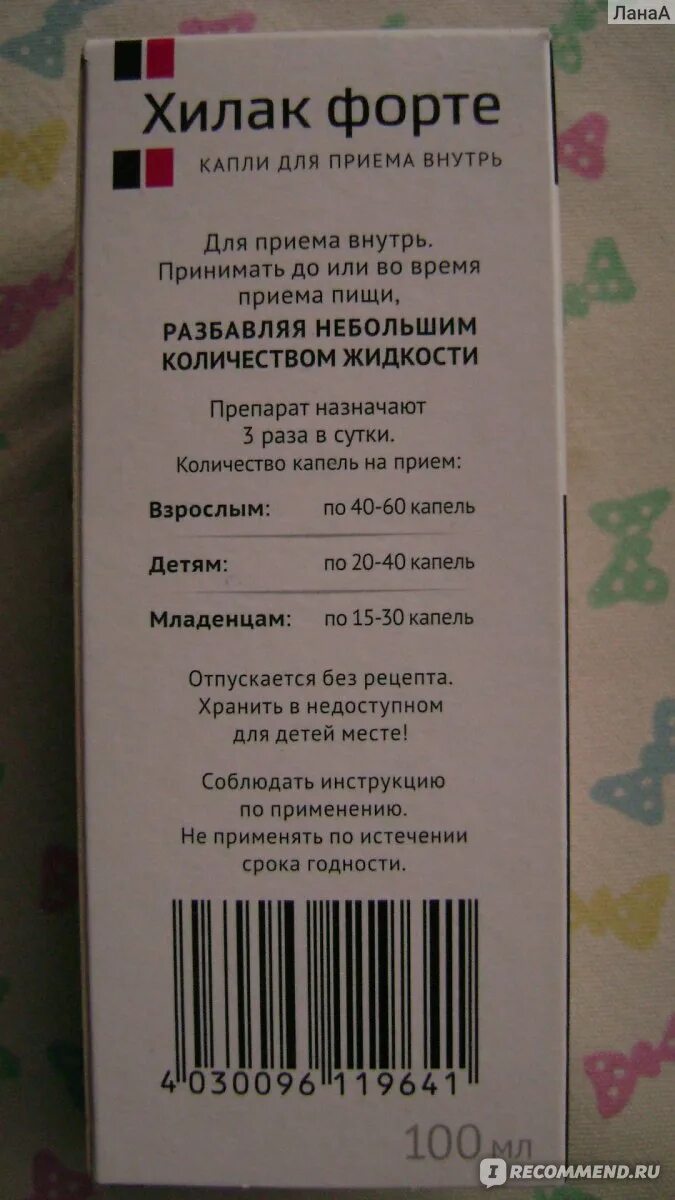 ЛанаА
Хилак форте
КАПЛИ ДЛЯ ПРИЕМА ВНУТРЬ
Для приема внутрь.
Принимать до или во время
приема пищи,
РАЗБАВЛЯЯ НЕБОЛЬШИМ
КОЛИЧЕСТВОМ ЖИДКОСТИ
Препарат назначают
3 раза в сутки.
Количество капель на прием:
Взрослым: по 40-60 капель
Детям: по 20-40 капель
Младенцам: по 15-30 капель
Отпускается без рецепта.
Хранить в недоступном
для детей месте!
Соблюдать инструкцию
по применению.
Не применять по истечении
срока годности.
4 030096 119641
100 мл
IRECOMMEND.RU